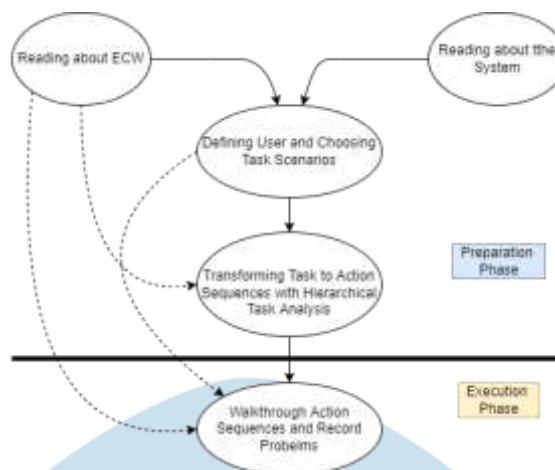 Reading about ECW
Reading about tthe
System
Defining User and Choosing
Task Scenarios
Preparation
Phase
Transforming Task to Action
Sequences with Hierarchical
Task Analysis
Execution
Phase
Walkthrough Action
Sequences and Record
Probelms